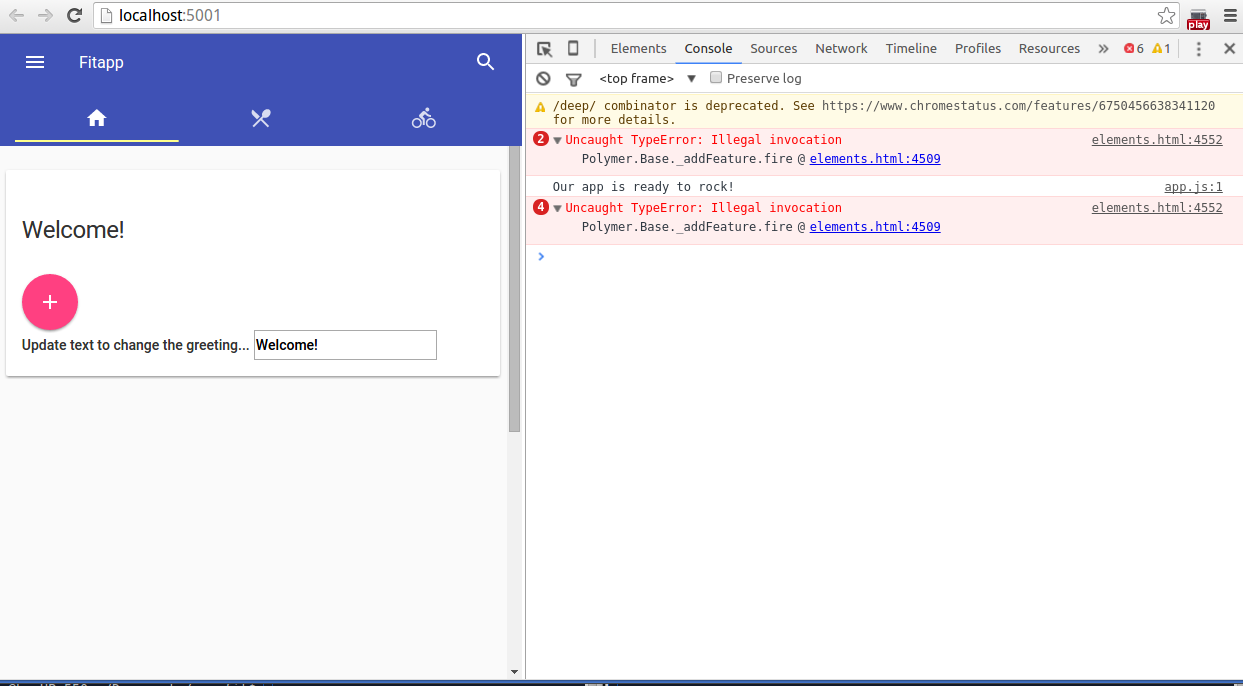 localhost:5001
play
Fitapp
Welcome!
Update text to change the greeting... Welcome!
Elements Console Sources Network Timeline Profiles Resources » 6 1
<top frame> ▼ Preserve log
/deep/ combinator is deprecated. See https://www.chromestatus.com/features/6750456638341120
for more details.
2 ▼ Uncaught TypeError: Illegal invocation elements.html:4552
Polymer.Base._addFeature.fire @ elements.html:4509
Our app is ready to rock! app.js:1
4 ▼ Uncaught TypeError: Illegal invocation elements.html:4552
Polymer.Base._addFeature.fire @ elements.html:4509